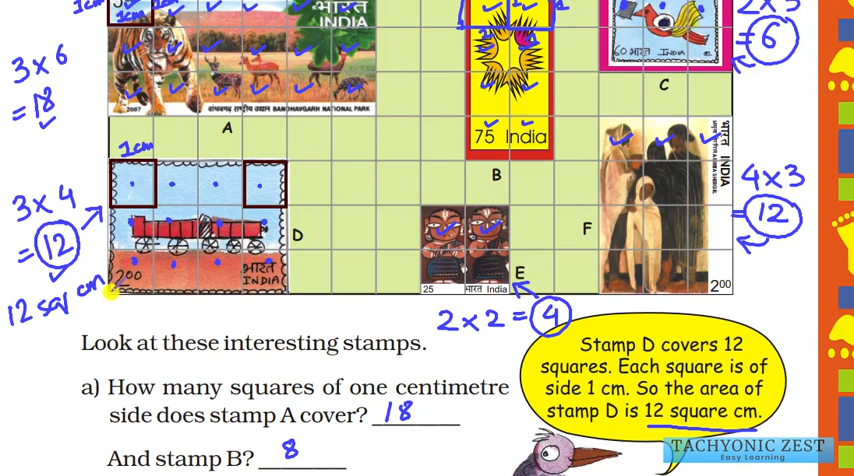 1cm
1cm
INDIA
2 x 3
= 6
60 भारत INDIA
3 x 6
= 18
2007 बांधवगढ़ राष्ट्रीय उद्यान BANDHAVGARH NATIONAL PARK
C
A
75 India
भारत INDIA
1cm
B
4 x 3
= 12
3 x 4
= 12
D
F
E
2.00
भारत
INDIA
25 भारत India
2.00
12 sq cm
2 x 2 = 4
Look at these interesting stamps.
a) How many squares of one centimetre
side does stamp A cover? 18
And stamp B? 8
Stamp D covers 12
squares. Each square is of
side 1 cm. So the area of
stamp D is 12 square cm.
TACHYONIC ZEST
Easy Learning